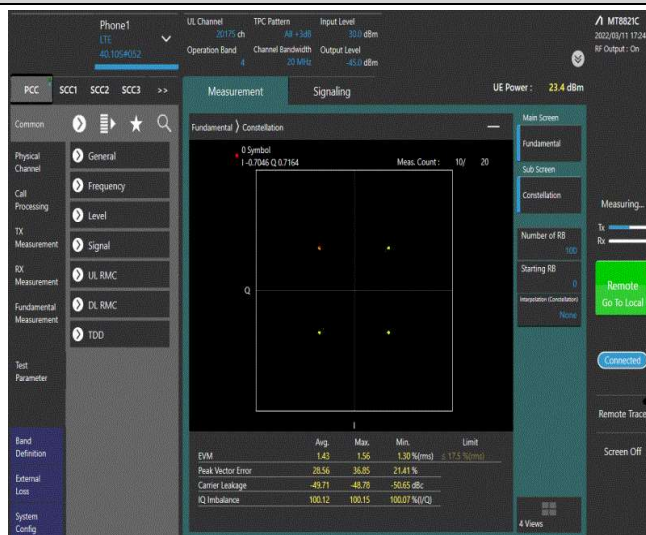 Phone1
LTE
40.105#052
UL Channel
20175 ch
TPC Pattern
All +3dB
Input Level
30.0 dBm
Operation Band
4
Channel Bandwidth
20 MHz
Output Level
-45.0 dBm
MT8821C
2022/03/11 17:24
RF Output : On
PCC SCC1 SCC2 SCC3 >>
Measurement Signaling
UE Power : 23.4 dBm
Common
Physical
Channel
Call
Processing
TX
Measurement
RX
Measurement
Fundamental
Measurement
Test
Parameter
Band
Definition
External
Loss
System
Config
General
Frequency
Level
Signal
UL RMC
DL RMC
TDD
Fundamental 〉 Constellation
0 Symbol
I -0.7046 Q 0.7164
Meas. Count : 10/ 20
Q
I
Avg. Max. Min. Limit
EVM 1.43 1.56 1.30 %(rms) ≤ 17.5 %(rms)
Peak Vector Error 28.56 36.85 21.41 %
Carrier Leakage -49.71 -48.78 -50.65 dBc
IQ Imbalance 100.12 100.15 100.07 %(I/Q)
Main Screen
Fundamental
Sub Screen
Constellation
Number of RB
100
Starting RB
0
Interpolation (Constellation)
None
4 Views
Measuring...
Tx
Rx
Remote
Go To Local
Connected
Remote Trace
Screen Off